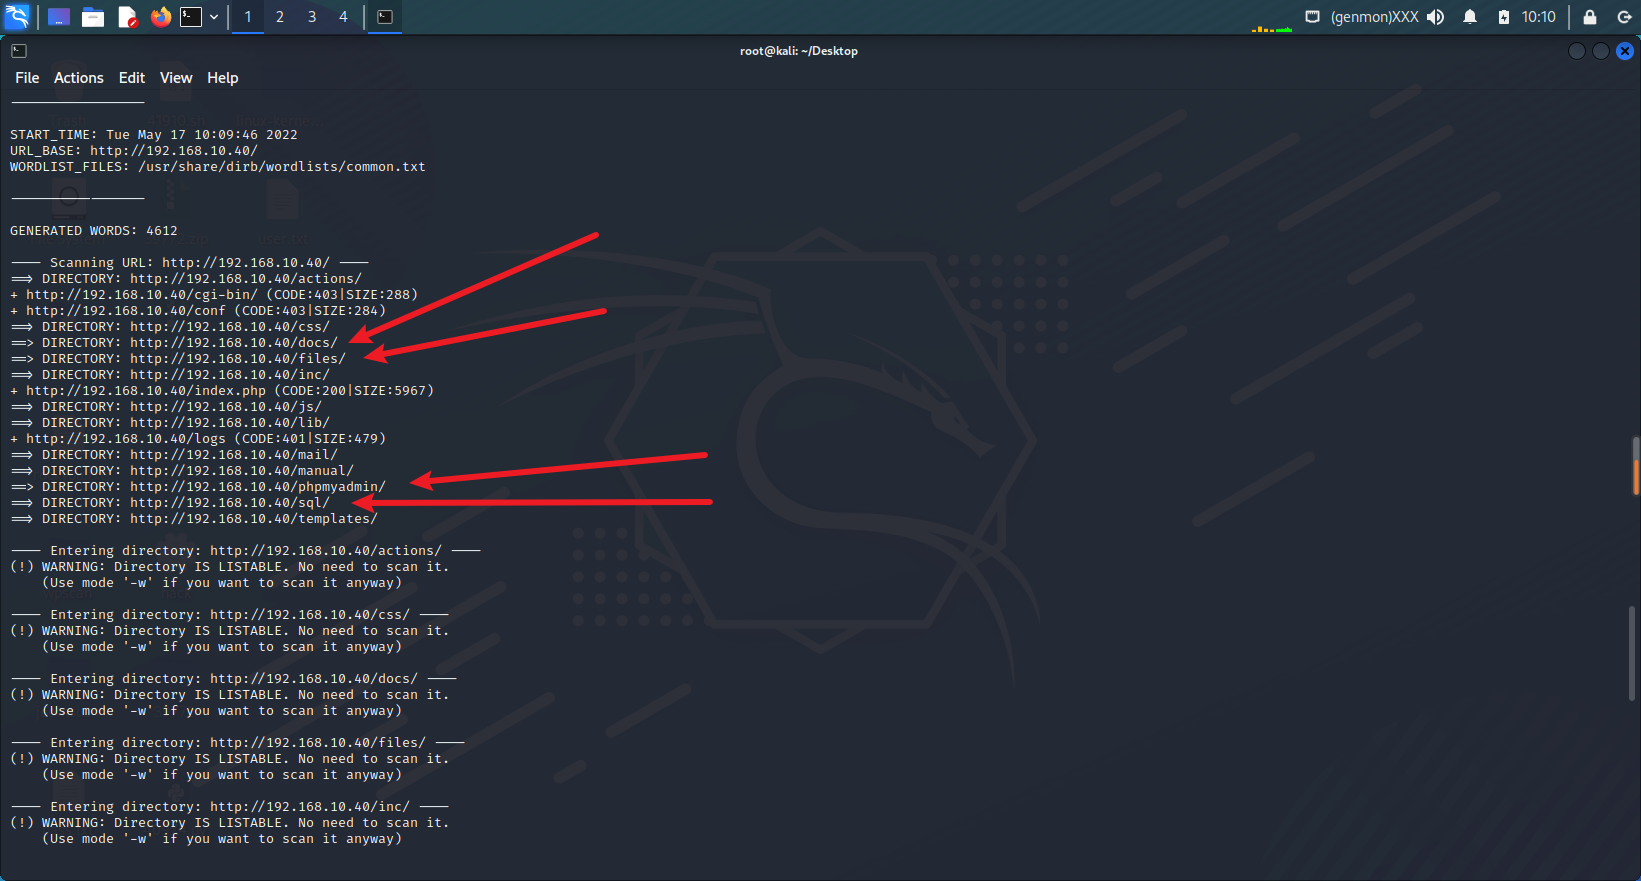 1 2 3 4
(genmon)XXX 10:10
root@kali: ~/Desktop
File Actions Edit View Help
START_TIME: Tue May 17 10:09:46 2022
URL_BASE: http://192.168.10.40/
WORDLIST_FILES: /usr/share/dirb/wordlists/common.txt
GENERATED WORDS: 4612
---- Scanning URL: http://192.168.10.40/ ----
==> DIRECTORY: http://192.168.10.40/actions/
+ http://192.168.10.40/cgi-bin/ (CODE:403|SIZE:288)
+ http://192.168.10.40/conf (CODE:403|SIZE:284)
==> DIRECTORY: http://192.168.10.40/css/
==> DIRECTORY: http://192.168.10.40/docs/
==> DIRECTORY: http://192.168.10.40/files/
==> DIRECTORY: http://192.168.10.40/inc/
+ http://192.168.10.40/index.php (CODE:200|SIZE:5967)
==> DIRECTORY: http://192.168.10.40/js/
==> DIRECTORY: http://192.168.10.40/lib/
+ http://192.168.10.40/logs (CODE:401|SIZE:479)
==> DIRECTORY: http://192.168.10.40/mail/
==> DIRECTORY: http://192.168.10.40/manual/
==> DIRECTORY: http://192.168.10.40/phpmyadmin/
==> DIRECTORY: http://192.168.10.40/sql/
==> DIRECTORY: http://192.168.10.40/templates/
---- Entering directory: http://192.168.10.40/actions/ ----
(!) WARNING: Directory IS LISTABLE. No need to scan it.
(Use mode '-w' if you want to scan it anyway)
---- Entering directory: http://192.168.10.40/css/ ----
(!) WARNING: Directory IS LISTABLE. No need to scan it.
(Use mode '-w' if you want to scan it anyway)
---- Entering directory: http://192.168.10.40/docs/ ----
(!) WARNING: Directory IS LISTABLE. No need to scan it.
(Use mode '-w' if you want to scan it anyway)
---- Entering directory: http://192.168.10.40/files/ ----
(!) WARNING: Directory IS LISTABLE. No need to scan it.
(Use mode '-w' if you want to scan it anyway)
---- Entering directory: http://192.168.10.40/inc/ ----
(!) WARNING: Directory IS LISTABLE. No need to scan it.
(Use mode '-w' if you want to scan it anyway)